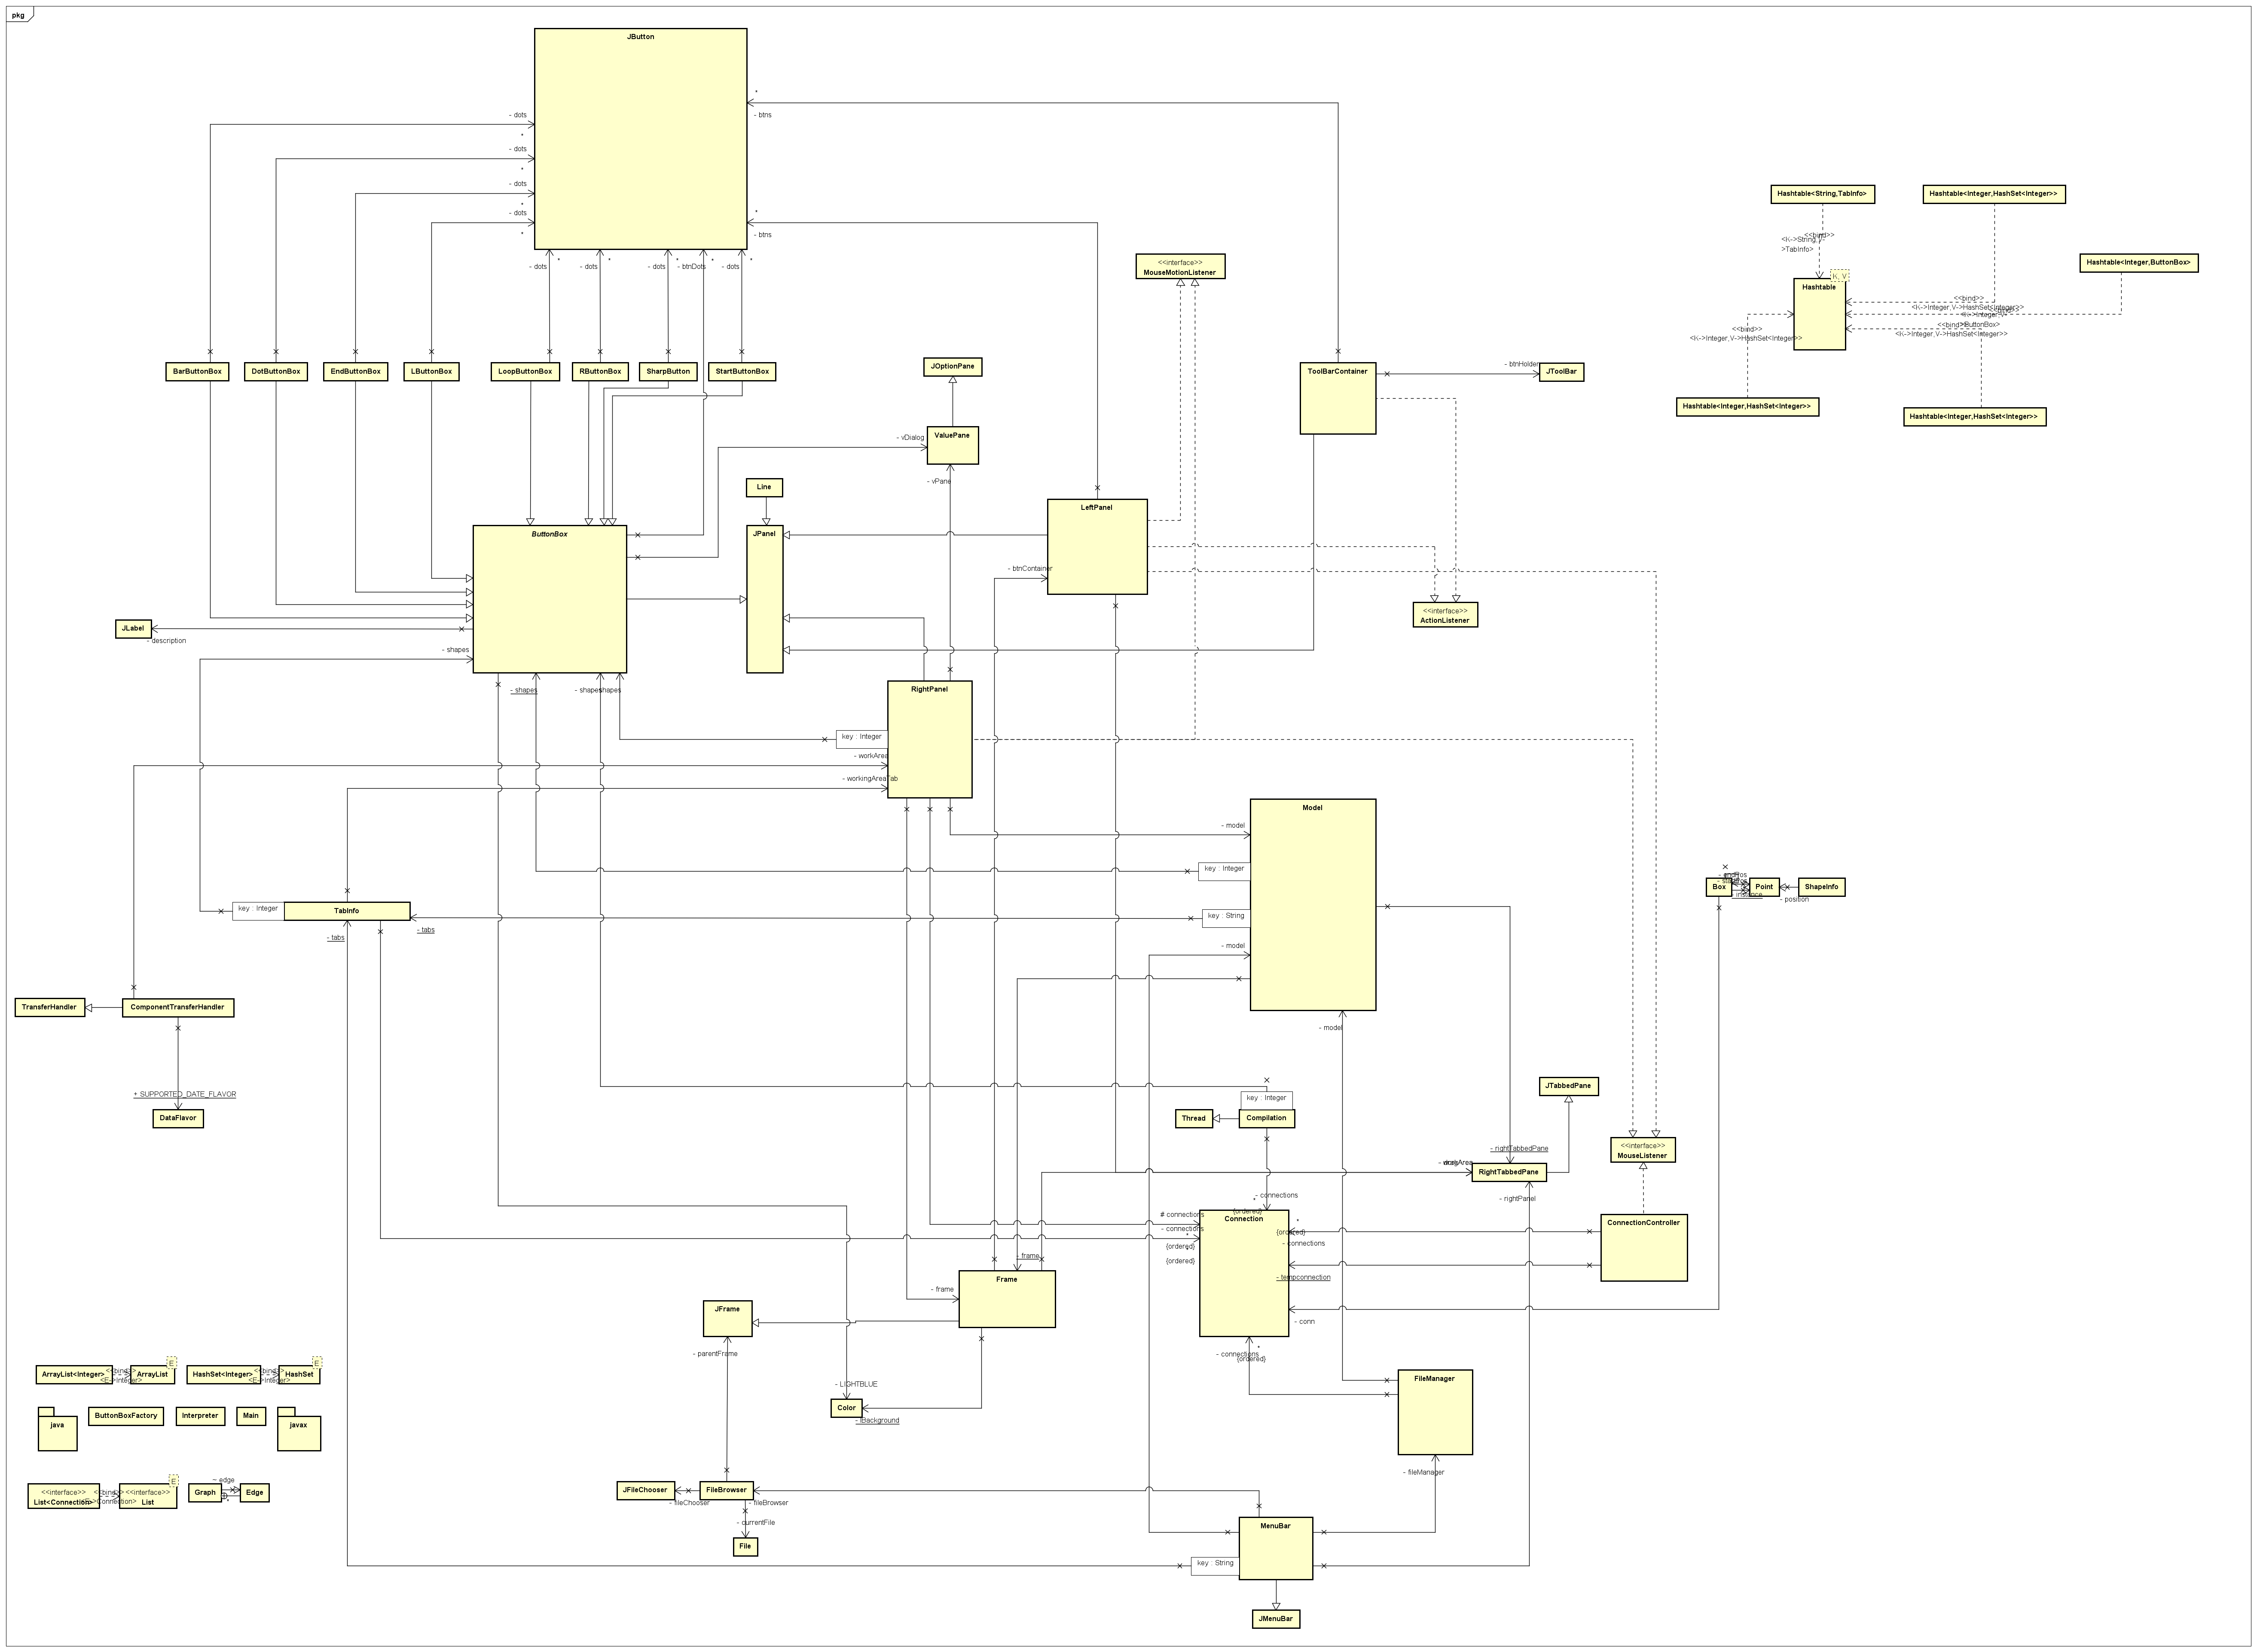 pkg
JButton
*
- btns
- dots
*
- dots
*
- dots
*
- dots
*
*
- btns
- dots
*
- dots
*
- dots
*
- btnDots
*
- dots
*
<<interface>>
MouseMotionListener
Hashtable<String,TabInfo>
Hashtable<Integer,HashSet<Integer>>
<<bind>>
<K->String,V-
>TabInfo>
Hashtable<Integer,ButtonBox>
K, V
Hashtable
<<bind>>
<K->Integer,V->HashSet<Integer>>
<<bind>>
<K->Integer,V-
>ButtonBox>
<<bind>>
<K->Integer,V->HashSet<Integer>>
<<bind>>
<K->Integer,V->HashSet<Integer>>
Hashtable<Integer,HashSet<Integer>>
Hashtable<Integer,HashSet<Integer>>
BarButtonBox
DotButtonBox
EndButtonBox
LButtonBox
LoopButtonBox
RButtonBox
SharpButton
StartButtonBox
JOptionPane
ToolBarContainer
- btnHolder
JToolBar
- vDialog
ValuePane
- vPane
Line
LeftPanel
ButtonBox
JPanel
- btnContainer
<<interface>>
ActionListener
JLabel
- description
- shapes
- shapes
- shapes
shapes
RightPanel
key : Integer
- workArea
- workingAreaTab
Model
- model
key : Integer
Box
Point
ShapeInfo
- endPos
- instance
- position
key : Integer
TabInfo
key : String
- tabs
- tabs
- model
TransferHandler
ComponentTransferHandler
- model
+ SUPPORTED_DATE_FLAVOR
DataFlavor
key : Integer
Thread
Compilation
JTabbedPane
<<interface>>
MouseListener
- rightTabbedPane
RightTabbedPane
- rightPanel
- connections
*
{ordered}
# connections
Connection
- connections
*
{ordered}
*
{ordered}
*
{ordered}
- connections
ConnectionController
- frame
- tempconnection
Frame
- frame
- conn
JFrame
- parentFrame
- connections
*
{ordered}
- LIGHTBLUE
Color
- lBackground
FileManager
- fileManager
ArrayList<Integer>
<<bind>>
<E->Integer>
E
ArrayList
HashSet<Integer>
<<bind>>
<E->Integer>
E
HashSet
java
ButtonBoxFactory
Interpreter
Main
javax
<<interface>>
List<Connection>
<<bind>>
<E->Connection>
E
<<interface>>
List
Graph
~ edge
*
Edge
JFileChooser
- fileChooser
FileBrowser
- fileBrowser
- currentFile
File
MenuBar
key : String
JMenuBar